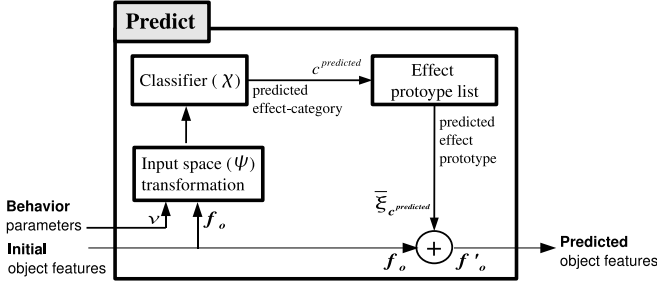 Predict
Classifier (χ)
c^predicted
predicted
effect-category
Effect
protoype list
predicted
effect
prototype
Input space (ψ)
transformation
ξ̅_c^predicted
Behavior
parameters
ν
f_o
Initial
object features
f_o
+
f'_o
Predicted
object features